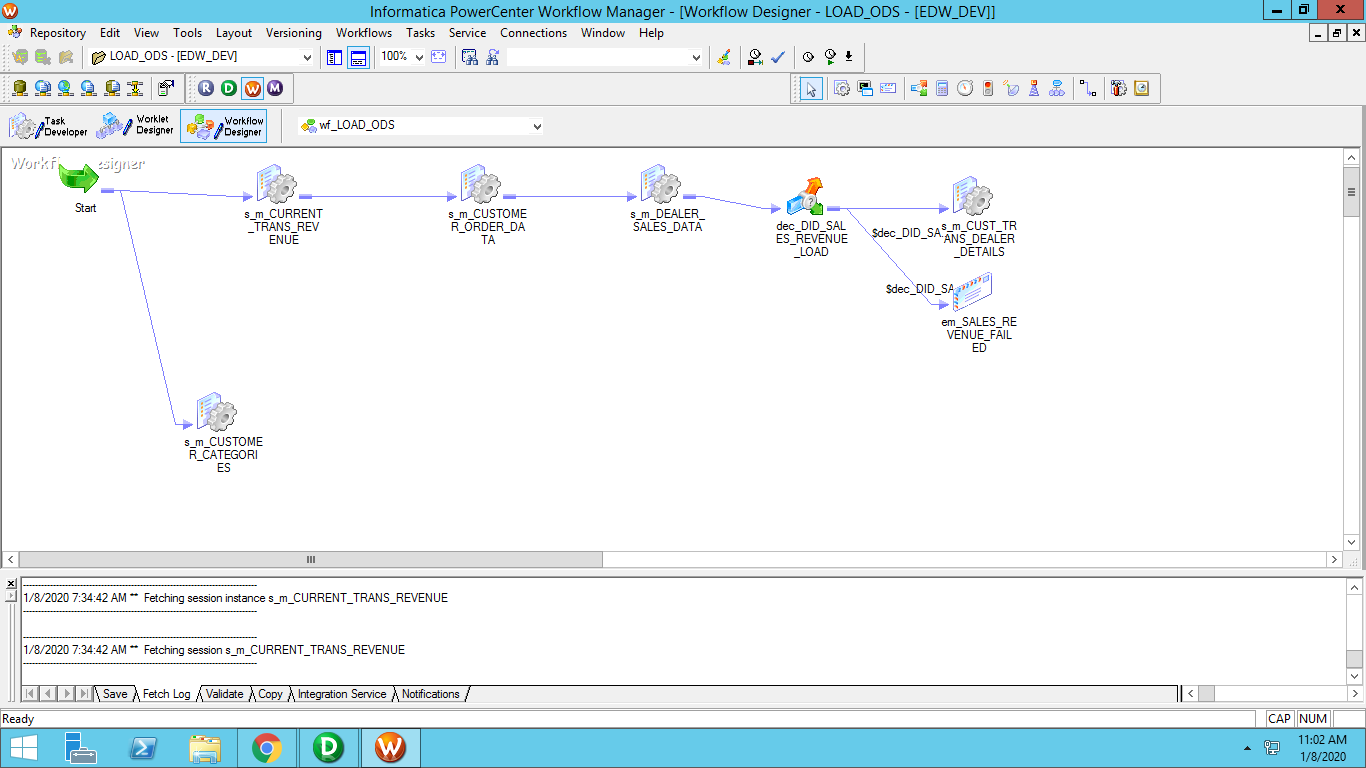 Informatica PowerCenter Workflow Manager - [Workflow Designer - LOAD_ODS - [EDW_DEV]]
Repository Edit View Tools Layout Versioning Workflows Tasks Service Connections Window Help
LOAD_ODS - [EDW_DEV] 100%
R D W M
Task Developer Worklet Designer Workflow Designer wf_LOAD_ODS
Start
s_m_CURRENT
_TRANS_REV
ENUE
s_m_CUSTOME
R_ORDER_DA
TA
s_m_DEALER_
SALES_DATA
dec_DID_SAL
ES_REVENUE
_LOAD
$dec_DID_SA
s_m_CUST_TR
ANS_DEALER
_DETAILS
$dec_DID_SA
em_SALES_RE
VENUE_FAIL
ED
s_m_CUSTOME
R_CATEGORI
ES
1/8/2020 7:34:42 AM ** Fetching session instance s_m_CURRENT_TRANS_REVENUE
1/8/2020 7:34:42 AM ** Fetching session s_m_CURRENT_TRANS_REVENUE
Save Fetch Log Validate Copy Integration Service Notifications
Ready CAP NUM
D W
11:02 AM
1/8/2020